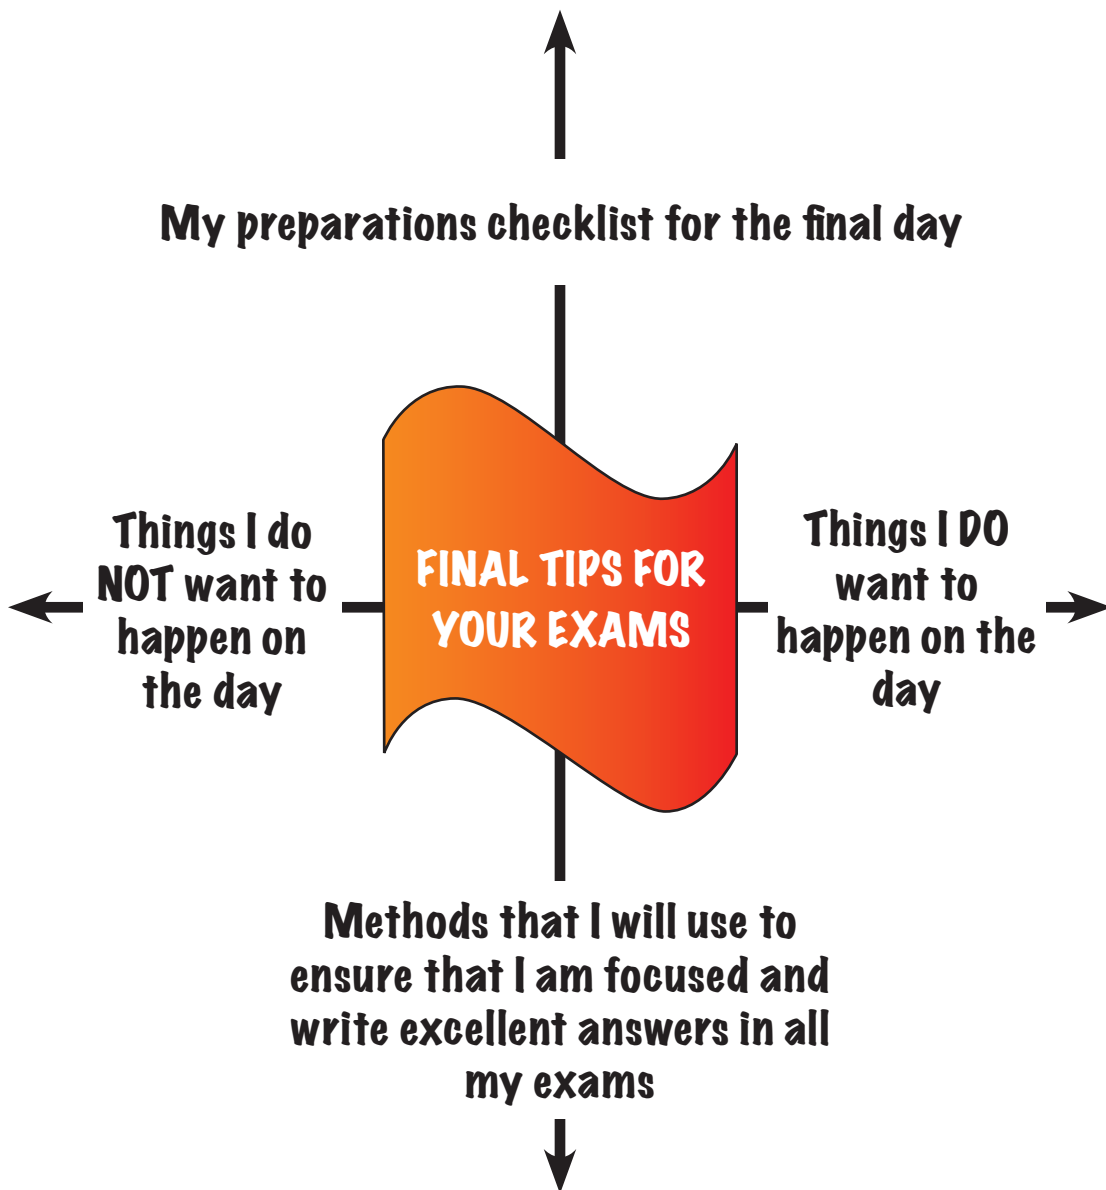 My preparations checklist for the final day
Things I do
NOT want to
happen on
the day
FINAL TIPS FOR
YOUR EXAMS
Things I DO
want to
happen on the
day
Methods that I will use to
ensure that I am focused and
write excellent answers in all
my exams